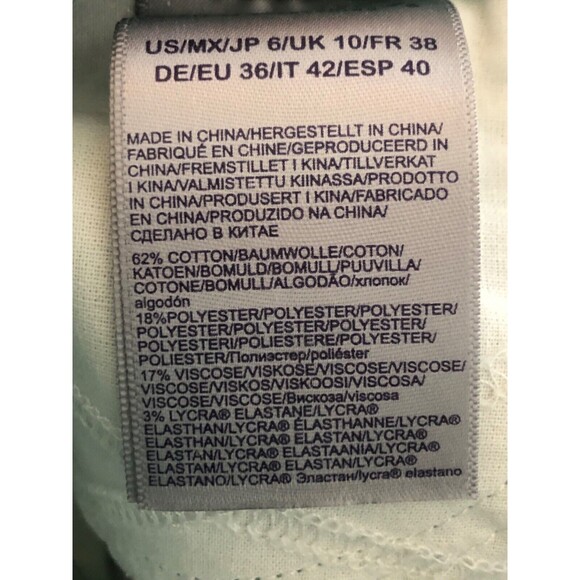 US/MX/JP 6/UK 10/FR 38
DE/EU 36/IT 42/ESP 40
MADE IN CHINA/HERGESTELLT IN CHINA/
FABRIQUÉ EN CHINE/GEPRODUCEERD IN
CHINA/FREMSTILLET I KINA/TILLVERKAT
I KINA/VALMISTETTU KIINASSA/PRODOTTO
IN CHINA/PRODUSERT I KINA/FABRICADO
EN CHINA/PRODUZIDO NA CHINA/
СДЕЛАНО В КИТАЕ
62% COTTON/BAUMWOLLE/COTON/
KATOEN/BOMULD/BOMULL/PUUVILLA/
COTONE/BOMULL/ALGODÃO/хлопок/
algodón
18%POLYESTER/POLYESTER/POLYESTER/
POLYESTER/POLYESTER/POLYESTER/
POLYESTERI/POLIESTERE/POLYESTER/
POLIESTER/Полиэстер/poliéster
17% VISCOSE/VISKOSE/VISCOSE/VISCOSE/
VISCOSE/VISKOS/VISKOOSI/VISCOSA/
VISCOSE/VISCOSE/Вискоза/viscosa
3% LYCRA® ELASTANE/LYCRA®
ELASTHAN/LYCRA® ÉLASTHANNE/LYCRA®
ELASTHAN/LYCRA® ELASTAN/LYCRA®
ELASTAN/LYCRA® ELASTAANIA/LYCRA®
ELASTAM/LYCRA® ELASTAN/LYCRA®
ELASTANO/LYCRA® Эластан/lycra® elastano